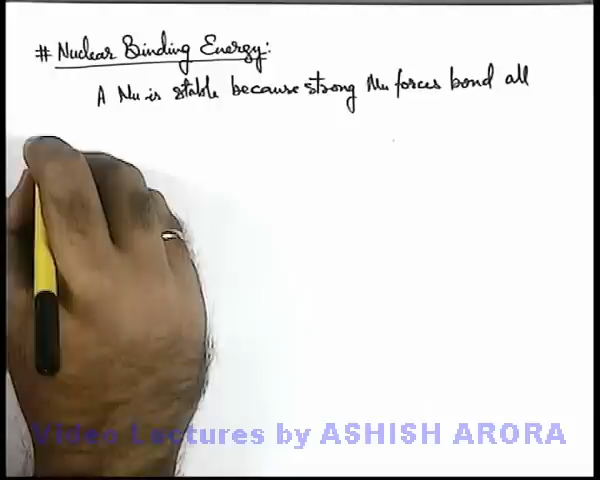 # Nuclear Binding Energy:
A Nu is stable because strong Nu forces bond all
Video Lectures by ASHISH ARORA